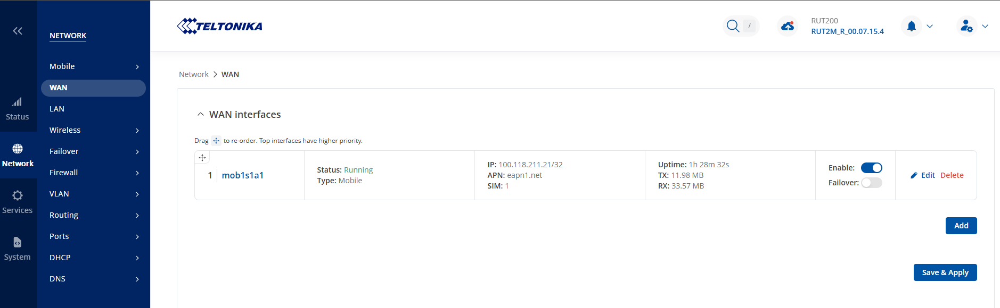 TELTONIKA
/
RUT200
RUT2M_R_00.07.15.4
NETWORK
Mobile
WAN
LAN
Wireless
Failover
Firewall
VLAN
Routing
Ports
DHCP
DNS
Status
Network
Services
System
Network > WAN
WAN interfaces
Drag to re-order. Top interfaces have higher priority.
1 mob1s1a1
Status: Running
Type: Mobile
IP: 100.118.211.21/32
APN: eapn1.net
SIM: 1
Uptime: 1h 28m 32s
TX: 11.98 MB
RX: 33.57 MB
Enable:
Failover:
Edit Delete
Add
Save & Apply